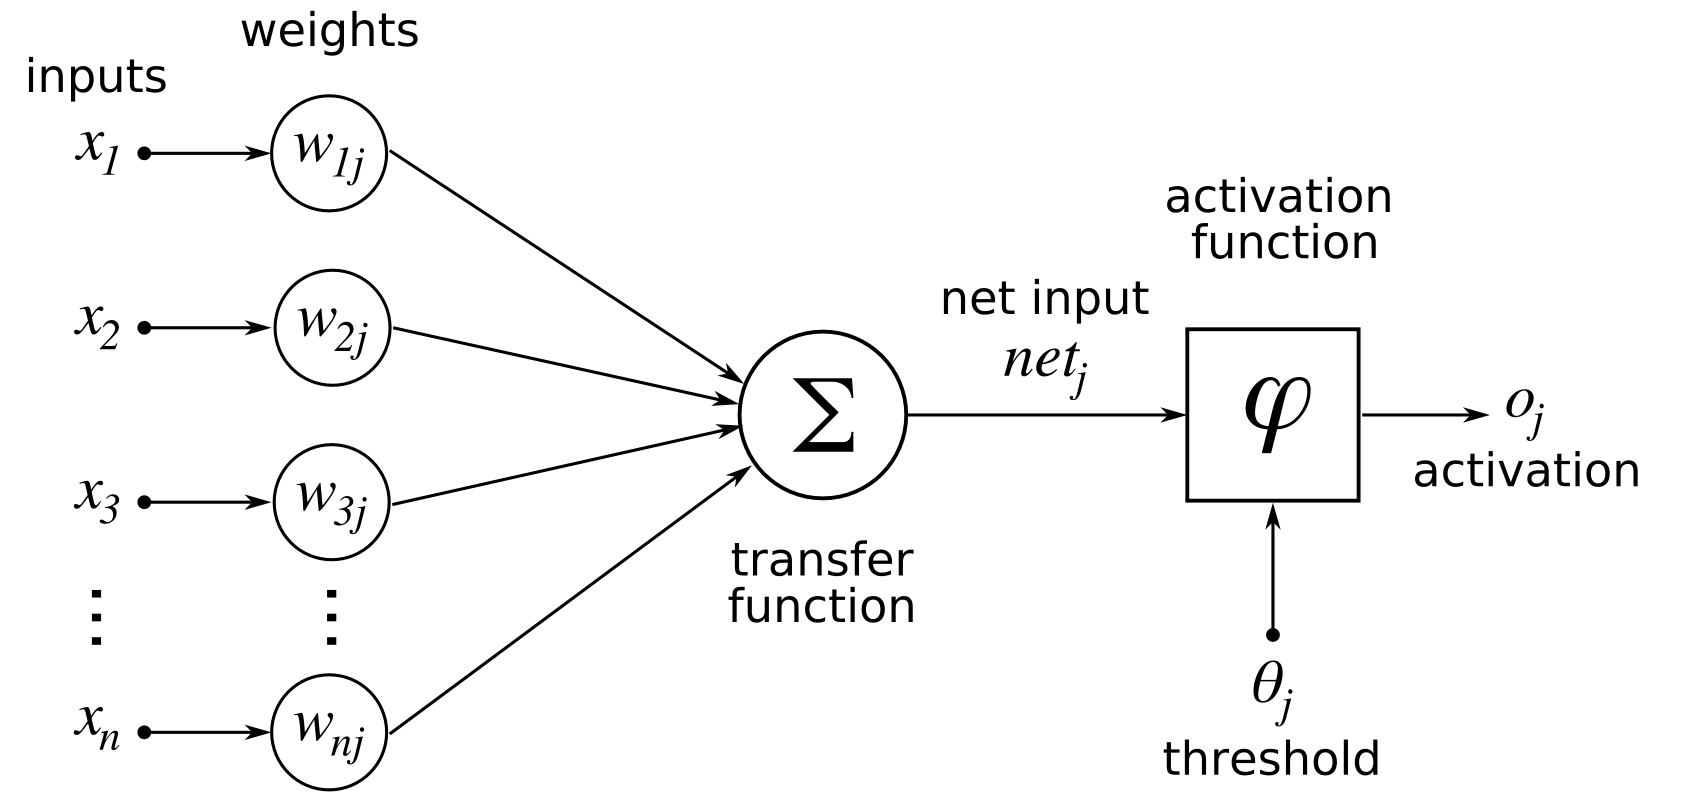 weights
inputs
x1
w1j
x2
w2j
x3
w3j
⋮
⋮
xn
wnj
Σ
transfer
function
net input
netj
activation
function
φ
oj
activation
θj
threshold